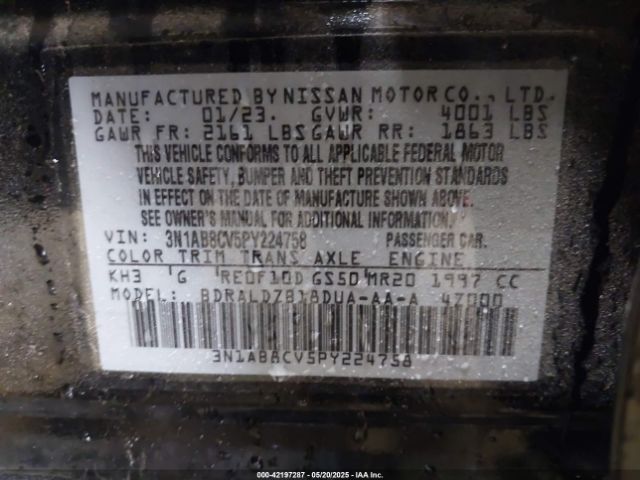 MANUFACTURED BY NISSAN MOTOR CO., LTD.
DATE: 01/23. GVWR: 4001 LBS
GAWR FR: 2161 LBS GAWR RR: 1863 LBS
THIS VEHICLE CONFORMS TO ALL APPLICABLE FEDERAL MOTOR
VEHICLE SAFETY, BUMPER AND THEFT PREVENTION STANDARDS
IN EFFECT ON THE DATE OF MANUFACTURE SHOWN ABOVE.
SEE OWNER'S MANUAL FOR ADDITIONAL INFORMATION.
VIN: 3N1AB8CV5PY224758 PASSENGER CAR.
COLOR TRIM TRANS AXLE ENGINE
KH3 G RE0F10D GS50 MR20 1997 CC
MODEL: BDRALDZB18DUA-AA-A 47000
3N1AB8CV5PY224758
000-42197287 - 05/20/2025 - IAA Inc.